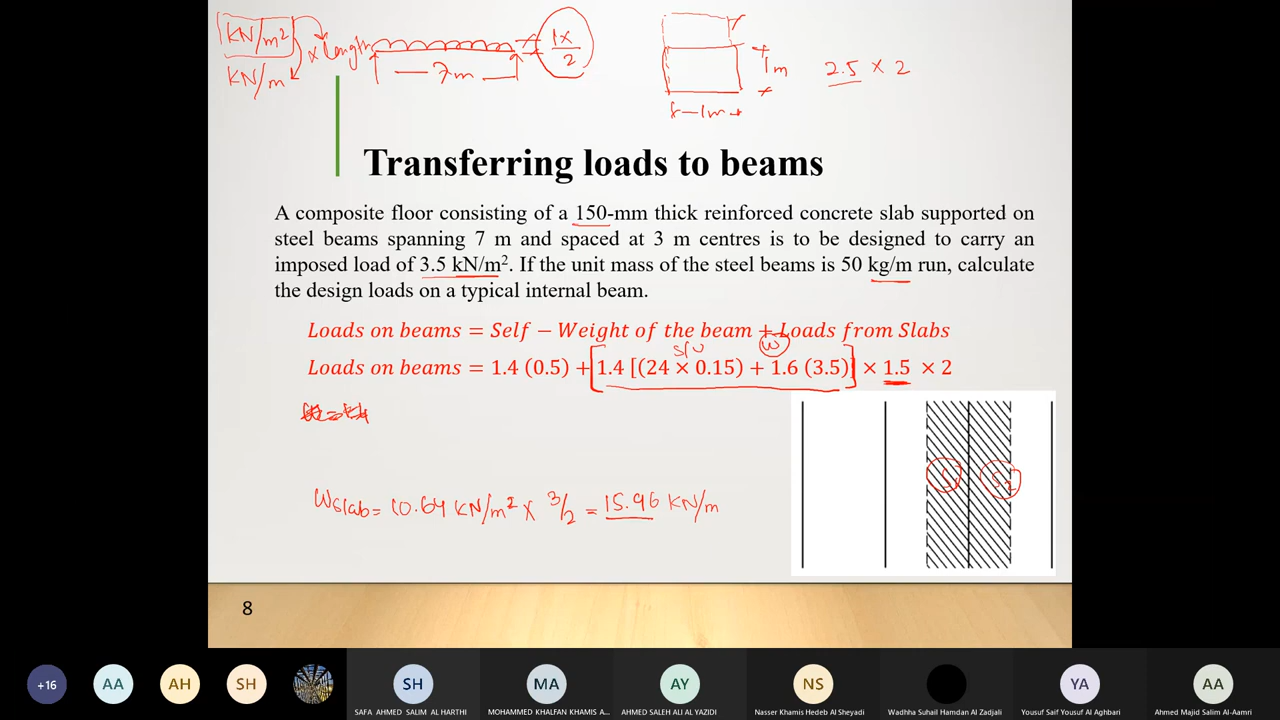 KN/m² × length
KN/m
7m
1x/2
1m
1m
2.5 × 2
Transferring loads to beams
A composite floor consisting of a 150-mm thick reinforced concrete slab supported on
steel beams spanning 7 m and spaced at 3 m centres is to be designed to carry an
imposed load of 3.5 kN/m². If the unit mass of the steel beams is 50 kg/m run, calculate
the design loads on a typical internal beam.
Loads on beams = Self − Weight of the beam + Loads from Slabs
s/w
w
Loads on beams = 1.4 (0.5) + [1.4 [(24 × 0.15) + 1.6 (3.5)] × 1.5 × 2
Wslab = 10.64 KN/m² × 3/2 = 15.96 KN/m
S1 S2
8
+16 AA AH SH SH MA AY NS YA AA
SAFA AHMED SALIM AL HARTHI
MOHAMMED KHALFAN KHAMIS A...
AHMED SALEH ALI AL YAZIDI
Nasser Khamis Hedeb Al Sheyadi
Wadhha Suhail Hamdan Al Zadjali
Yousuf Saif Yousuf Al Aghbari
Ahmed Majid Salim Al-Aamri